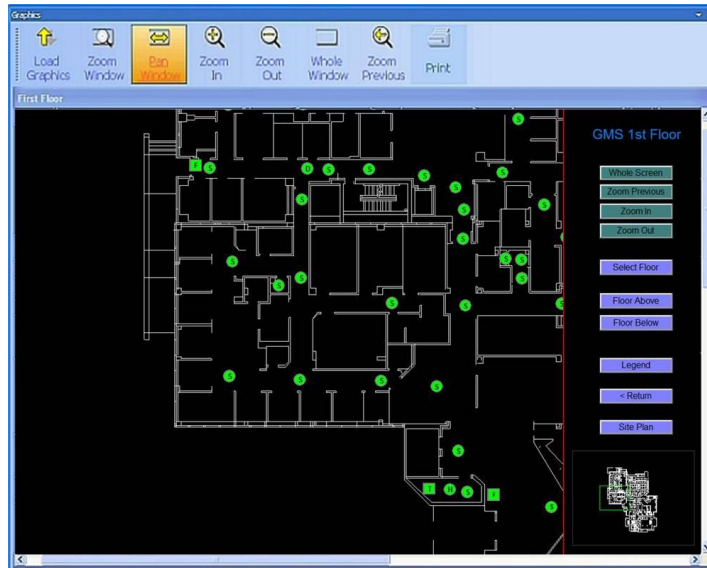 Graphics
Load Graphics
Zoom Window
Pan Window
Zoom In
Zoom Out
Whole Window
Zoom Previous
Print
First Floor
S
F S D S S S S
S
S S
S
S
S S S
S S S
S S S
S S S S
S
T H S F
S
GMS 1st Floor
Whole Screen
Zoom Previous
Zoom In
Zoom Out
Select Floor
Floor Above
Floor Below
Legend
< Return
Site Plan